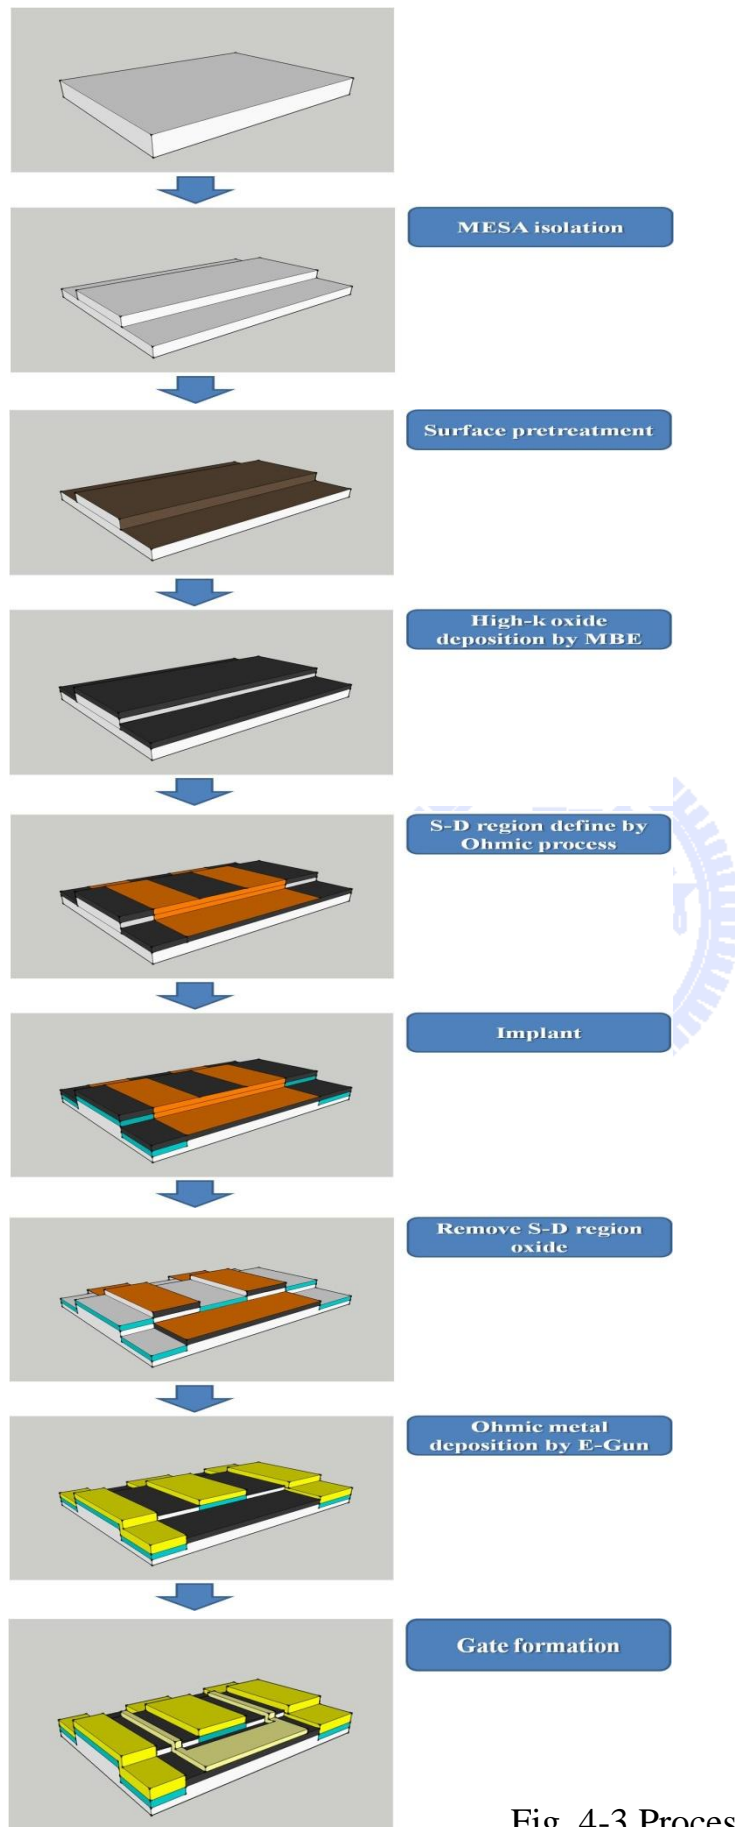 MESA isolation
Surface pretreatment
High-k oxide
deposition by MBE
S-D region define by
Ohmic process
Implant
Remove S-D region
oxide
Ohmic metal
deposition by E-Gun
Gate formation
Fig. 4-3 Proces